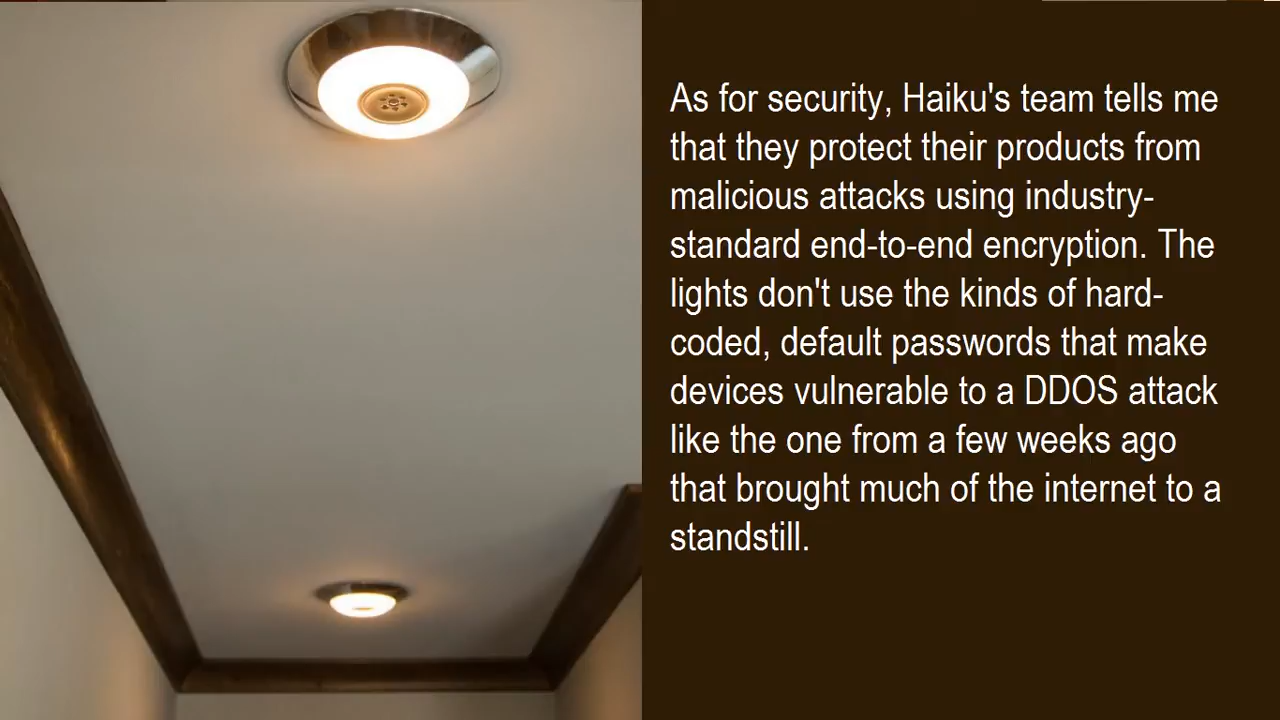 As for security, Haiku's team tells me
that they protect their products from
malicious attacks using industry-
standard end-to-end encryption. The
lights don't use the kinds of hard-
coded, default passwords that make
devices vulnerable to a DDOS attack
like the one from a few weeks ago
that brought much of the internet to a
standstill.